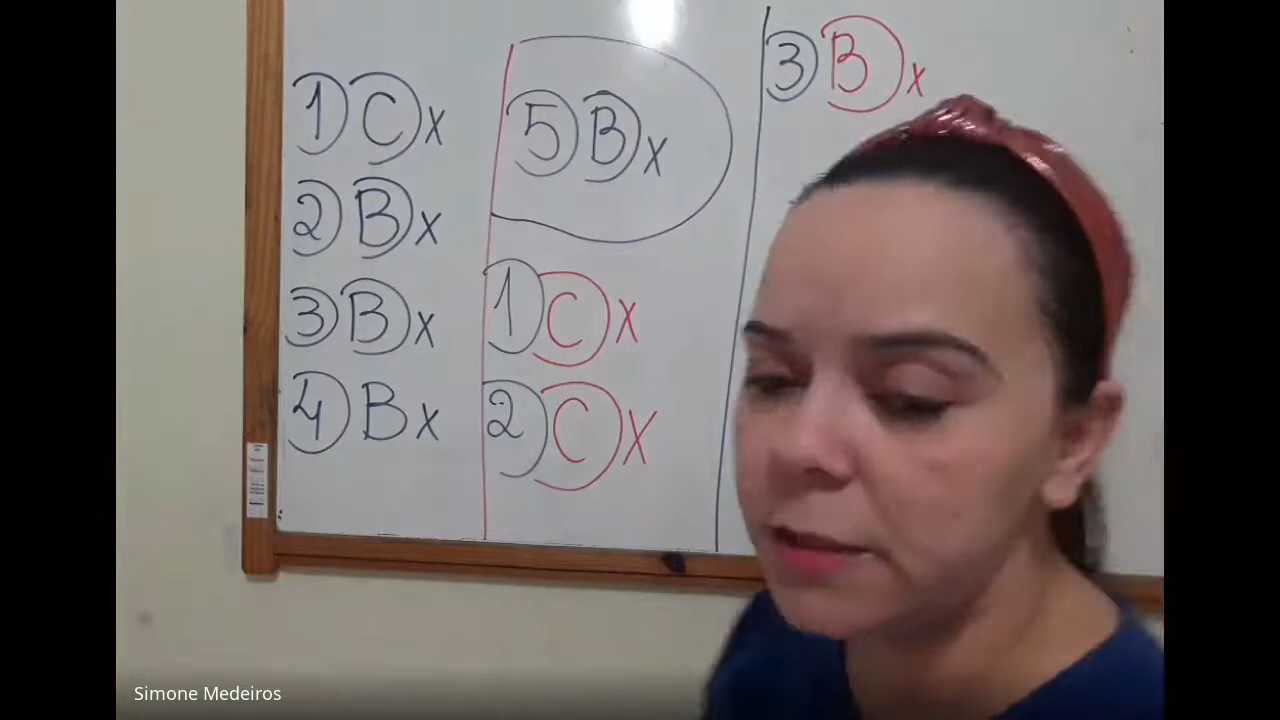 1 C x
2 B x
3 B x
4 B x
5 B x
1 C x
2 C x
3 B x
Simone Medeiros